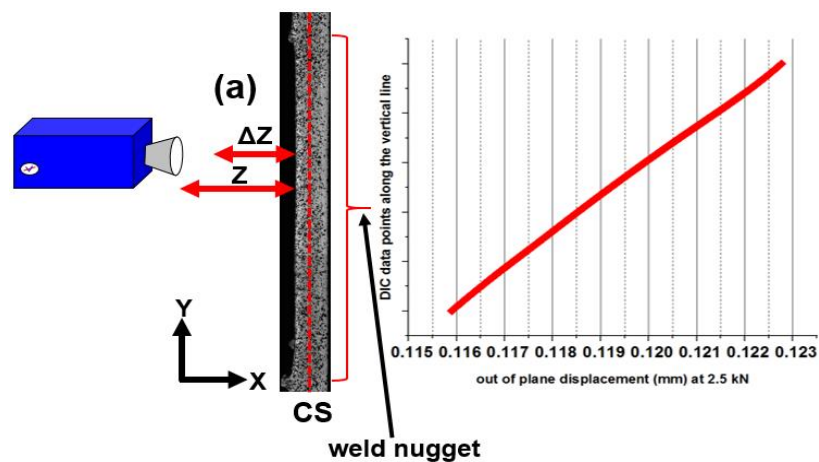 (a)
ΔZ
Z
Y
X
CS
weld nugget
DIC data points along the vertical line
0.115 0.116 0.117 0.118 0.119 0.120 0.121 0.122 0.123
out of plane displacement (mm) at 2.5 kN